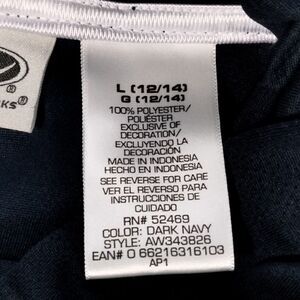 KS
L (12/14)
G (12/14)
100% POLYESTER/
POLIÉSTER
EXCLUSIVE OF
DECORATION/
EXCLUYENDO LA
DECORACIÓN
MADE IN INDONESIA
HECHO EN INDONESIA
SEE REVERSE FOR CARE
VER EL REVERSO PARA
INSTRUCCIONES DE
CUIDADO
RN# 52469
COLOR: DARK NAVY
STYLE: AW343826
EAN# 0 66216316103
AP1